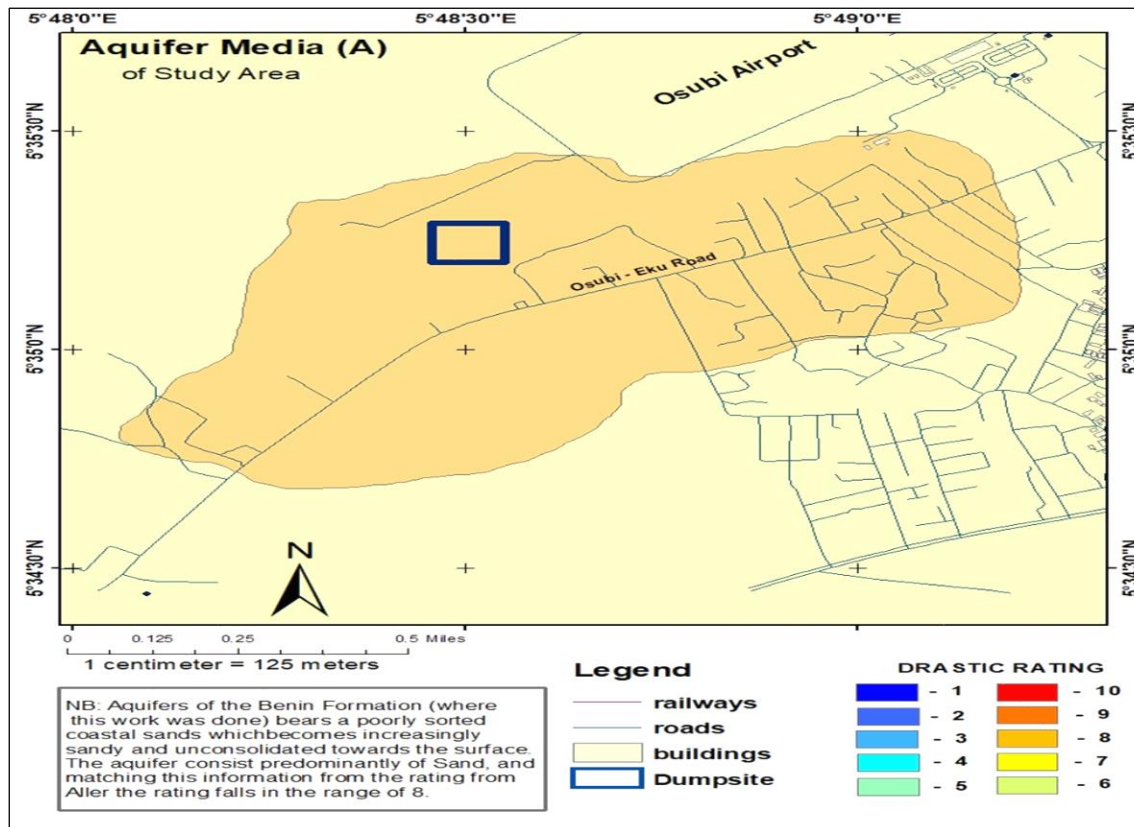 5°48'0"E 5°48'30"E 5°49'0"E
Aquifer Media (A)
of Study Area
Osubi Airport
5°35'30"N 5°35'30"N
Osubi - Eku Road
5°35'0"N 5°35'0"N
5°34'30"N 5°34'30"N
N
0 0.125 0.25 0.5 Miles
1 centimeter = 125 meters
NB: Aquifers of the Benin Formation (where
this work was done) bears a poorly sorted
coastal sands whichbecomes increasingly
sandy and unconsolidated towards the surface.
The aquifer consist predominantly of Sand, and
matching this information from the rating from
Aller the rating falls in the range of 8.
Legend
railways
roads
buildings
Dumpsite
DRASTIC RATING
- 1 - 10
- 2 - 9
- 3 - 8
- 4 - 7
- 5 - 6